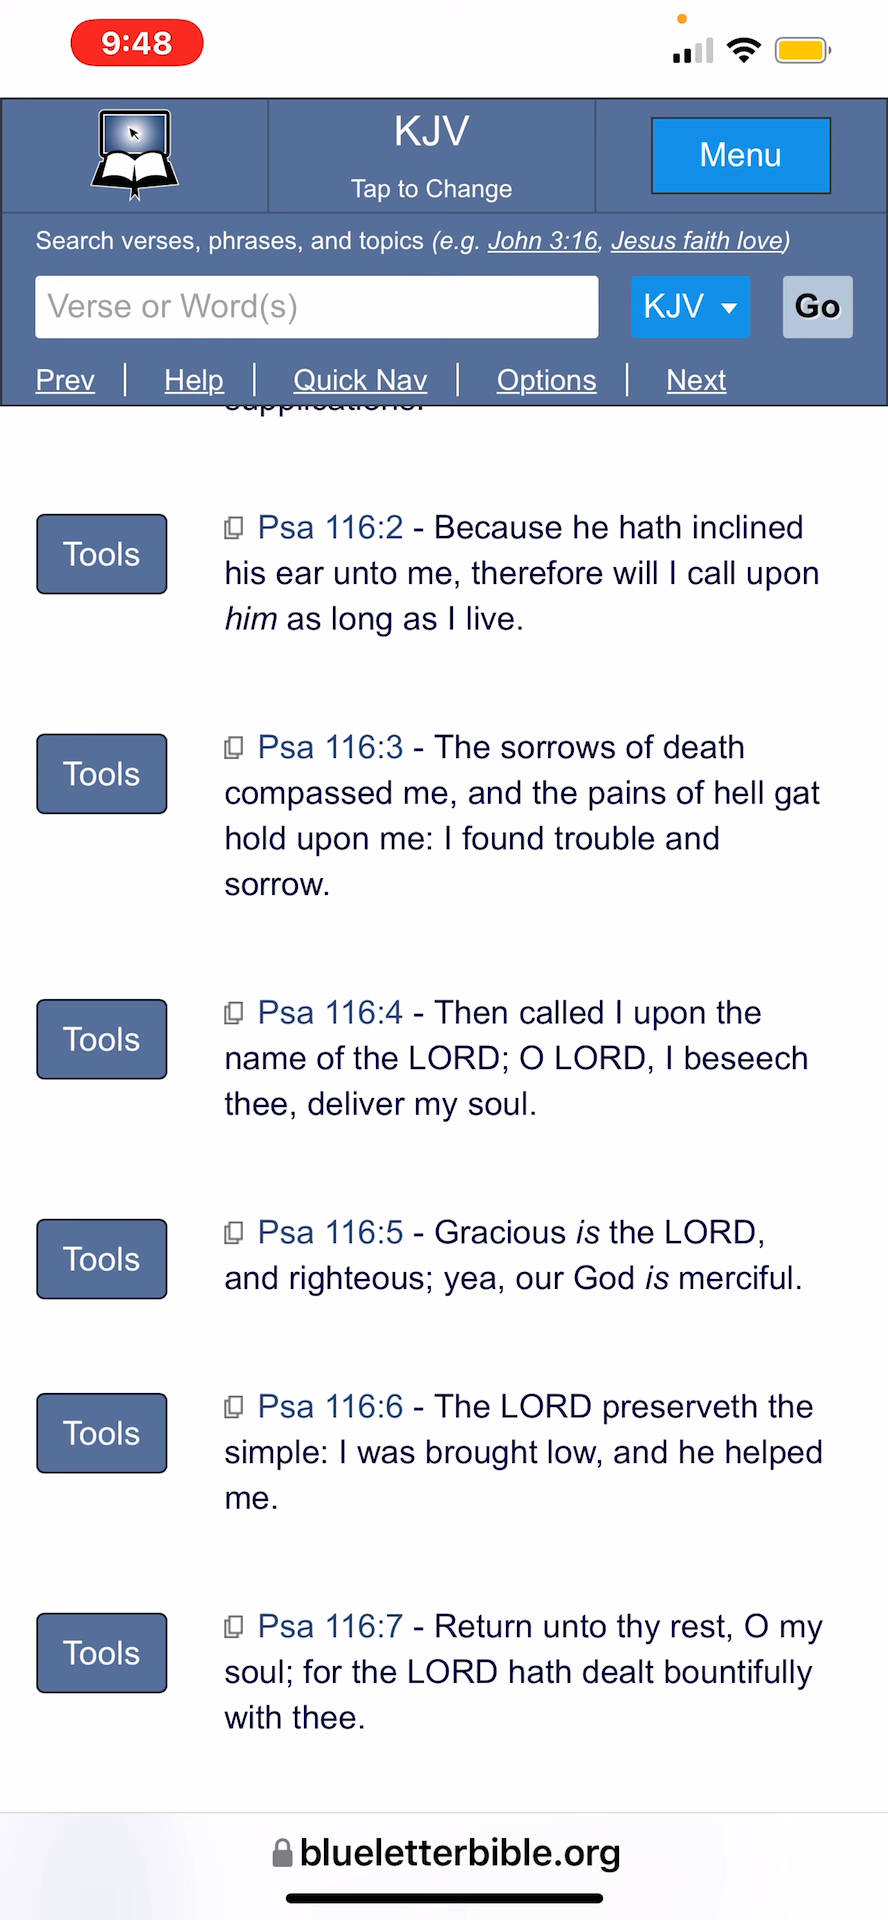 9:48
KJV
Tap to Change
Menu
Search verses, phrases, and topics (e.g. John 3:16, Jesus faith love)
Verse or Word(s)
KJV
Go
Prev | Help | Quick Nav | Options | Next
supplications.
Tools
Psa 116:2 - Because he hath inclined
his ear unto me, therefore will I call upon
him as long as I live.
Tools
Psa 116:3 - The sorrows of death
compassed me, and the pains of hell gat
hold upon me: I found trouble and
sorrow.
Tools
Psa 116:4 - Then called I upon the
name of the LORD; O LORD, I beseech
thee, deliver my soul.
Tools
Psa 116:5 - Gracious is the LORD,
and righteous; yea, our God is merciful.
Tools
Psa 116:6 - The LORD preserveth the
simple: I was brought low, and he helped
me.
Tools
Psa 116:7 - Return unto thy rest, O my
soul; for the LORD hath dealt bountifully
with thee.
blueletterbible.org